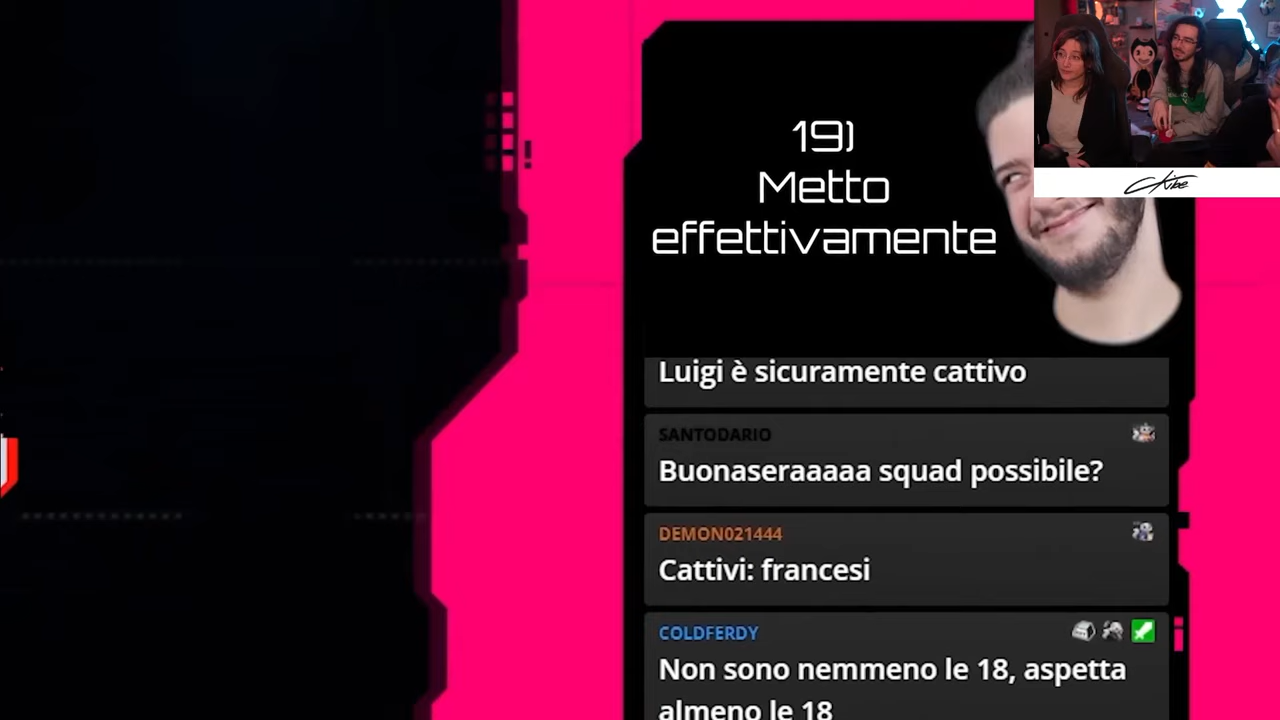 19)
Metto
effettivamente
Luigi è sicuramente cattivo
SANTODARIO
Buonaseraaaaa squad possibile?
DEMON021444
Cattivi: francesi
COLDFERDY
Non sono nemmeno le 18, aspetta
almeno le 18